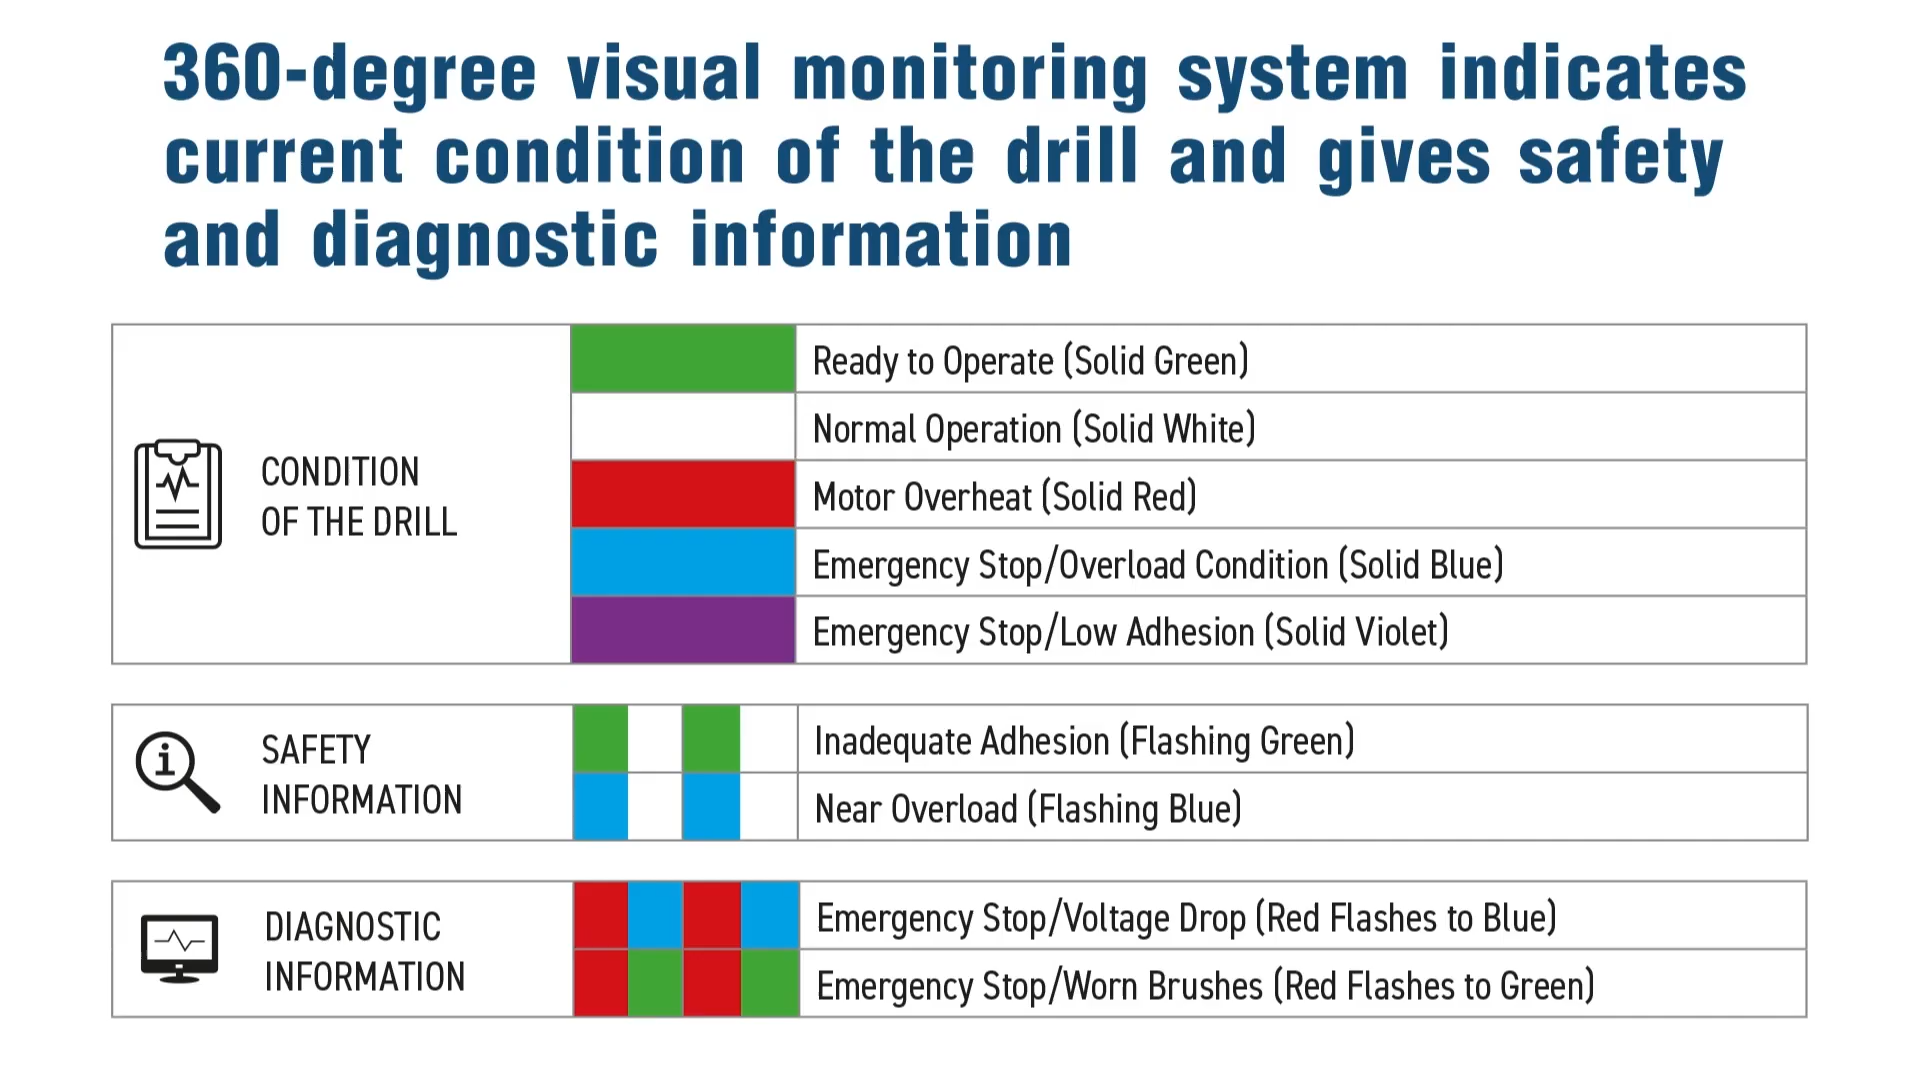 360-degree visual monitoring system indicates
current condition of the drill and gives safety
and diagnostic information
CONDITION
OF THE DRILL
Ready to Operate (Solid Green)
Normal Operation (Solid White)
Motor Overheat (Solid Red)
Emergency Stop/Overload Condition (Solid Blue)
Emergency Stop/Low Adhesion (Solid Violet)
i
SAFETY
INFORMATION
Inadequate Adhesion (Flashing Green)
Near Overload (Flashing Blue)
DIAGNOSTIC
INFORMATION
Emergency Stop/Voltage Drop (Red Flashes to Blue)
Emergency Stop/Worn Brushes (Red Flashes to Green)